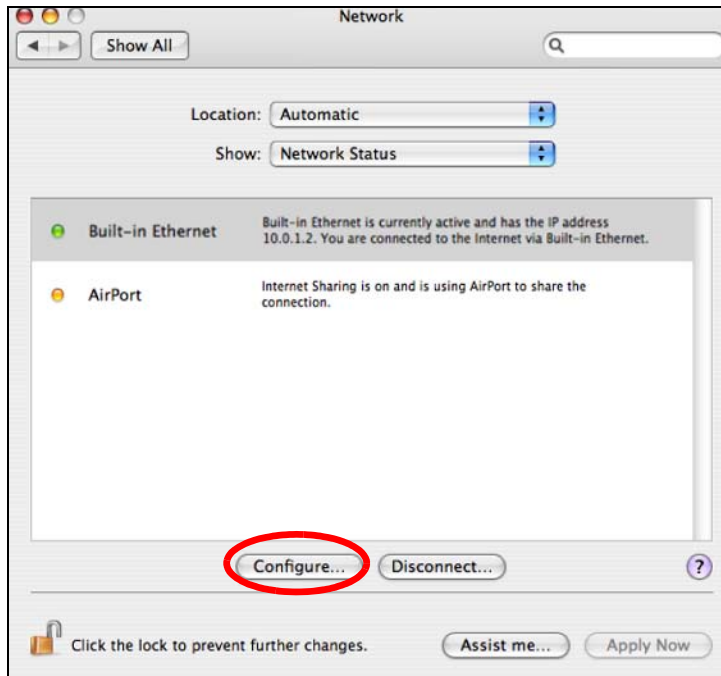 Network
Show All
Location: Automatic
Show: Network Status
Built-in Ethernet
Built-in Ethernet is currently active and has the IP address
10.0.1.2. You are connected to the Internet via Built-in Ethernet.
AirPort
Internet Sharing is on and is using AirPort to share the
connection.
Configure...
Disconnect...
?
Click the lock to prevent further changes.
Assist me...
Apply Now